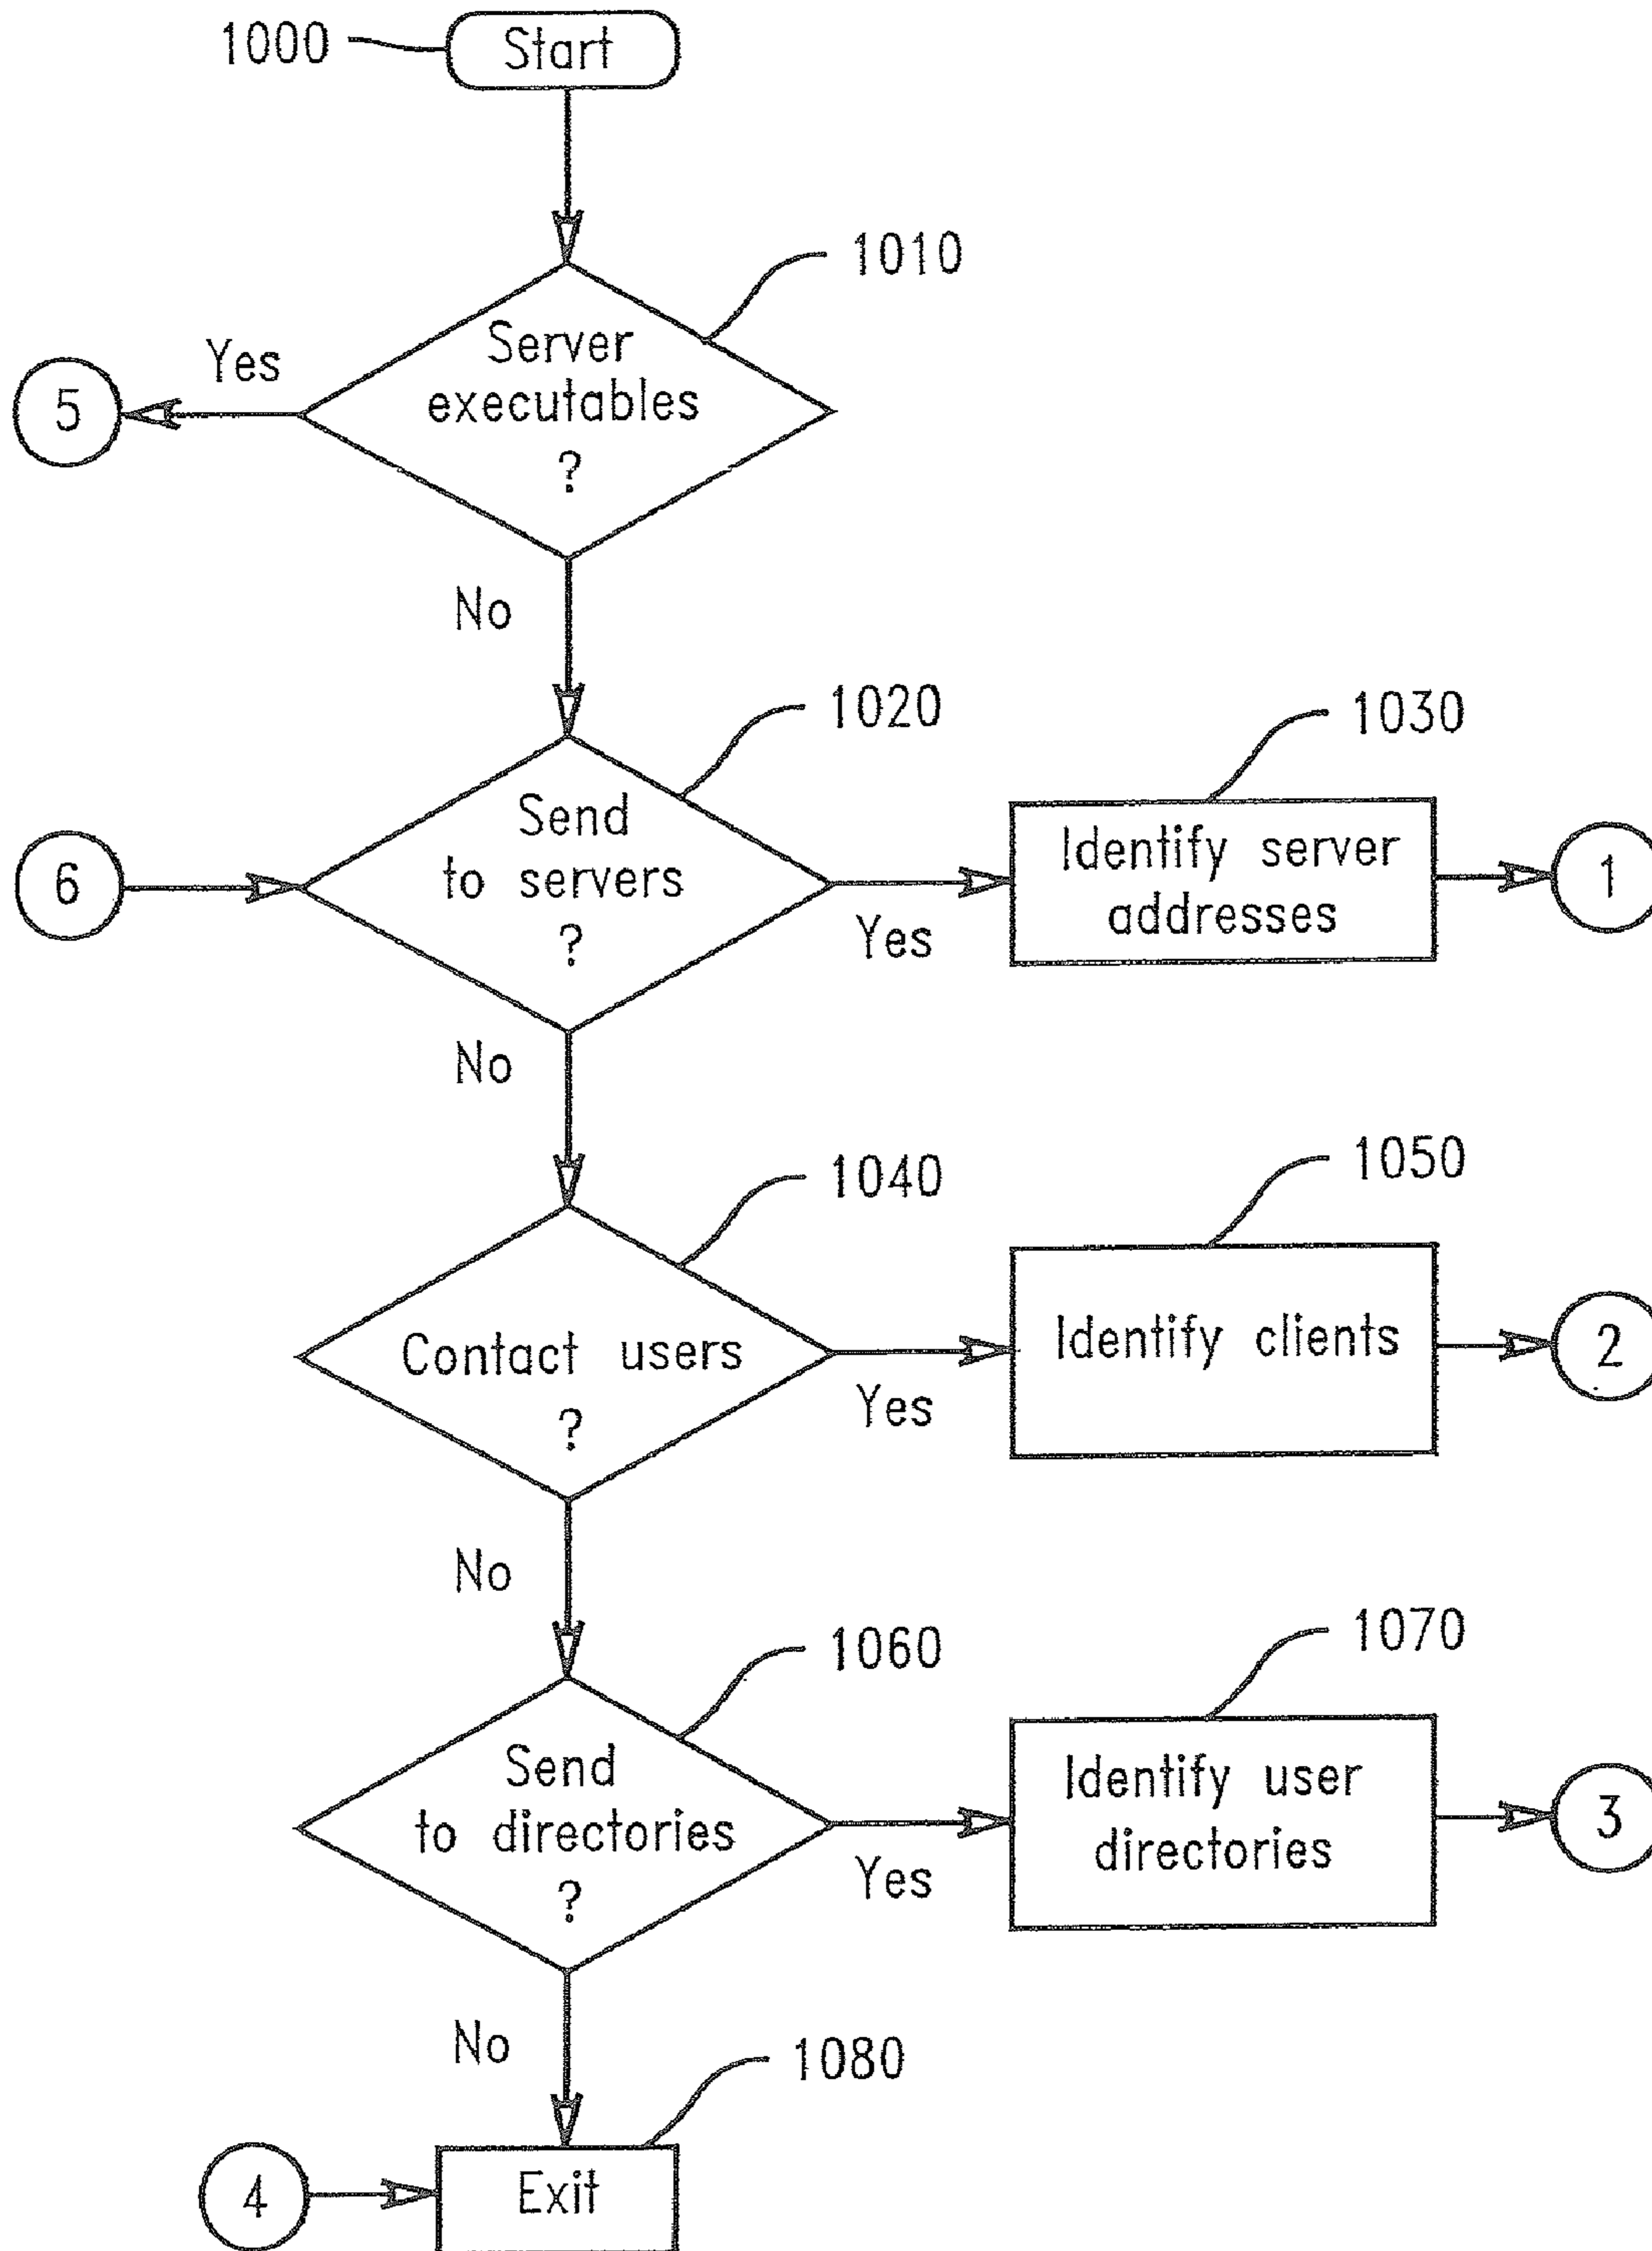 1000
Start
1010
Server
executables
?
Yes
5
No
1020
1030
Send
to servers
?
6
Yes
Identify server
addresses
1
No
1040
1050
Contact users
?
Yes
Identify clients
2
No
1060
1070
Send
to directories
?
Yes
Identify user
directories
3
No
1080
4
Exit